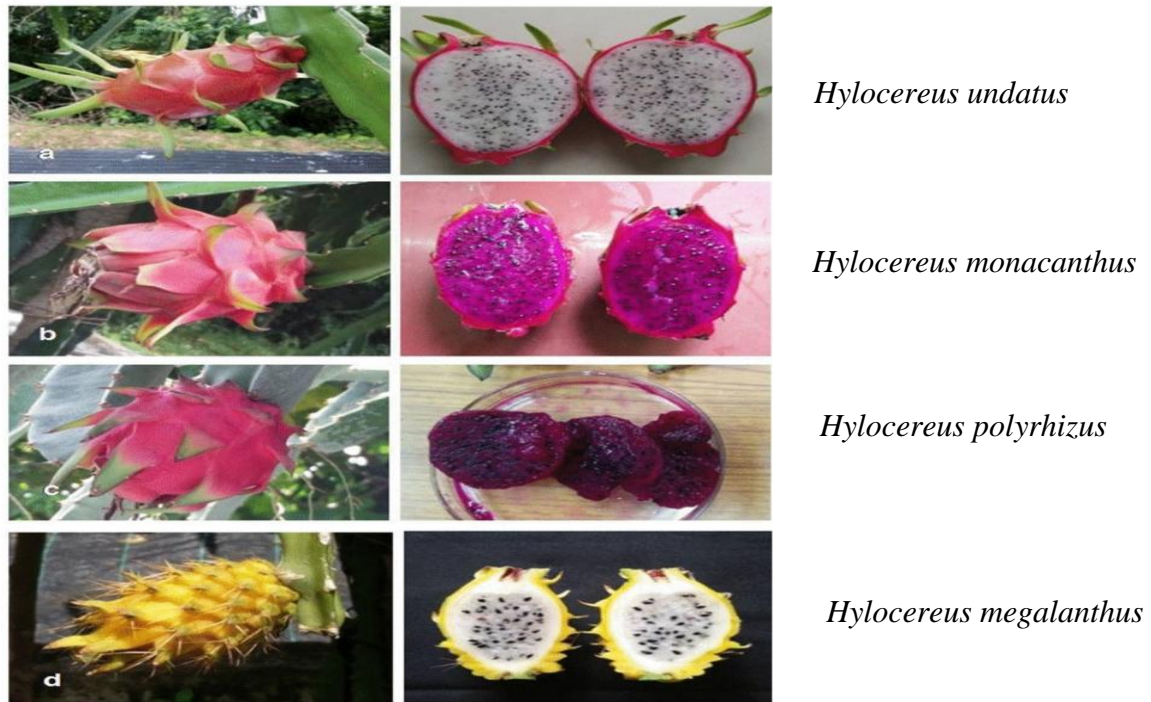 a
Hylocereus undatus
b
Hylocereus monacanthus
c
Hylocereus polyrhizus
d
Hylocereus megalanthus